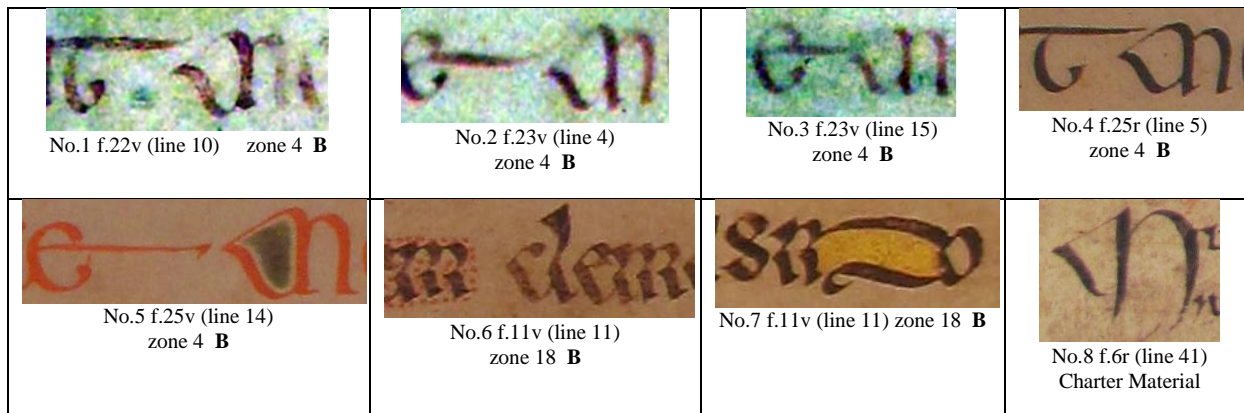 No.1 f.22v (line 10) zone 4 B
No.2 f.23v (line 4)
zone 4 B
No.3 f.23v (line 15)
zone 4 B
No.4 f.25r (line 5)
zone 4 B
No.5 f.25v (line 14)
zone 4 B
No.6 f.11v (line 11)
zone 18 B
No.7 f.11v (line 11) zone 18 B
No.8 f.6r (line 41)
Charter Material